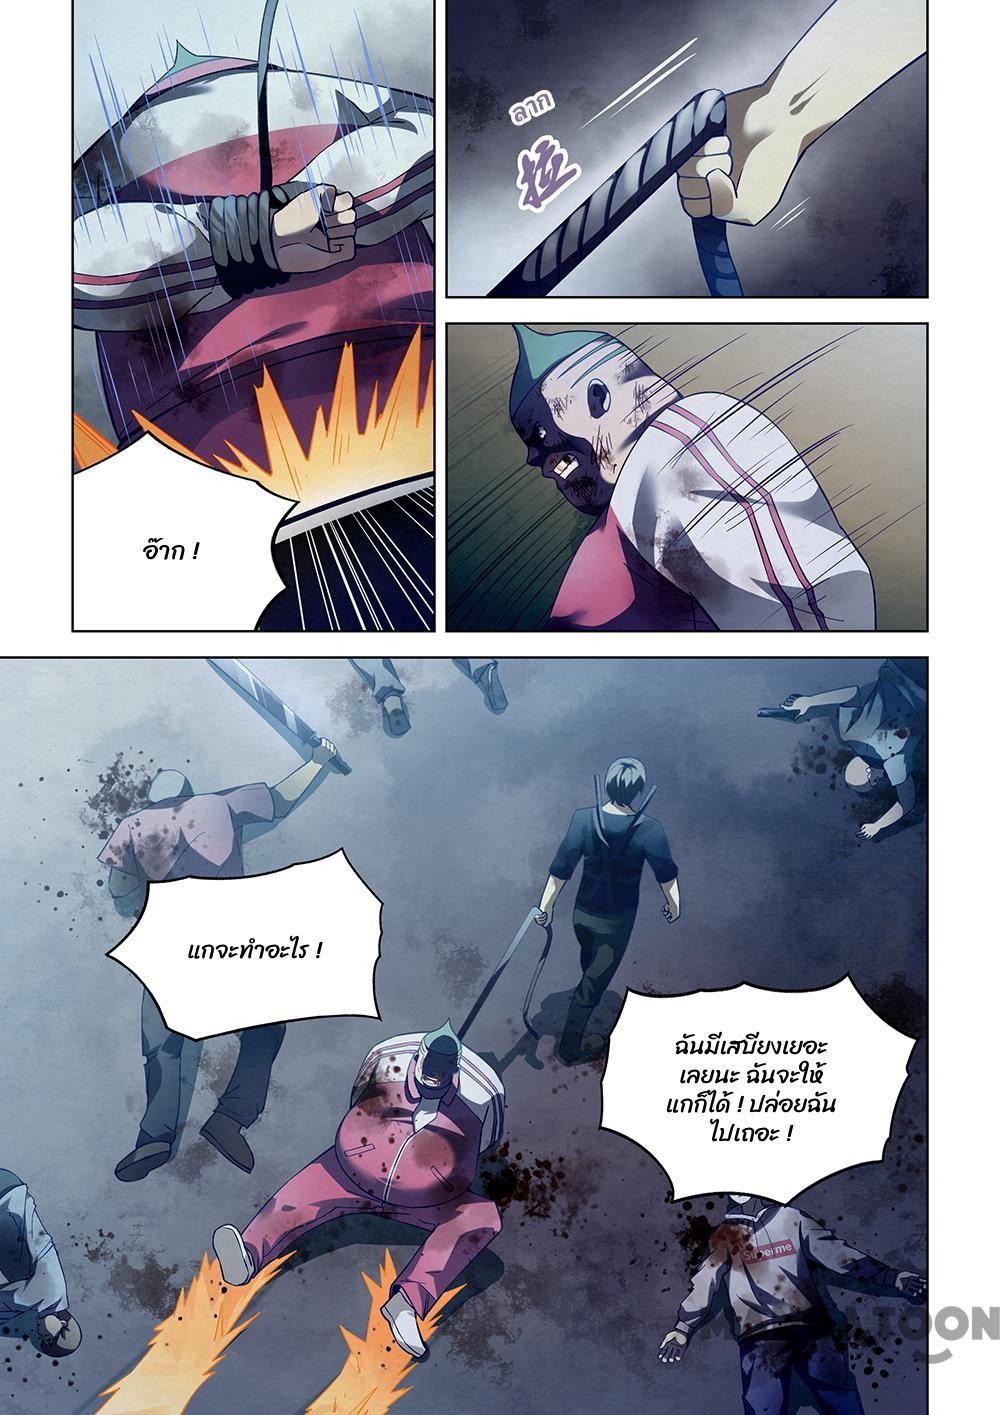 ลาก
拉
อ๊าก !
แกจะทำอะไร !
ฉันมีเสบียงเยอะ
เลยนะ ฉันจะให้
แกก็ได้ ! ปล่อยฉัน
ไปเถอะ !
Superme